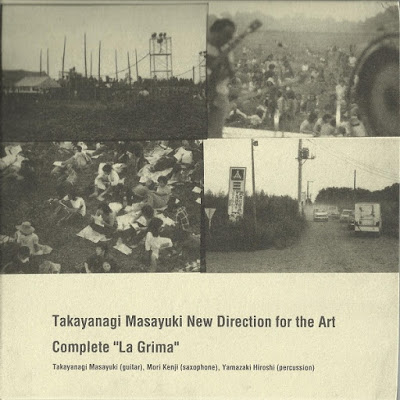 Takayanagi Masayuki New Direction for the Art
Complete "La Grima"
Takayanagi Masayuki (guitar), Mori Kenji (saxophone), Yamazaki Hiroshi (percussion)